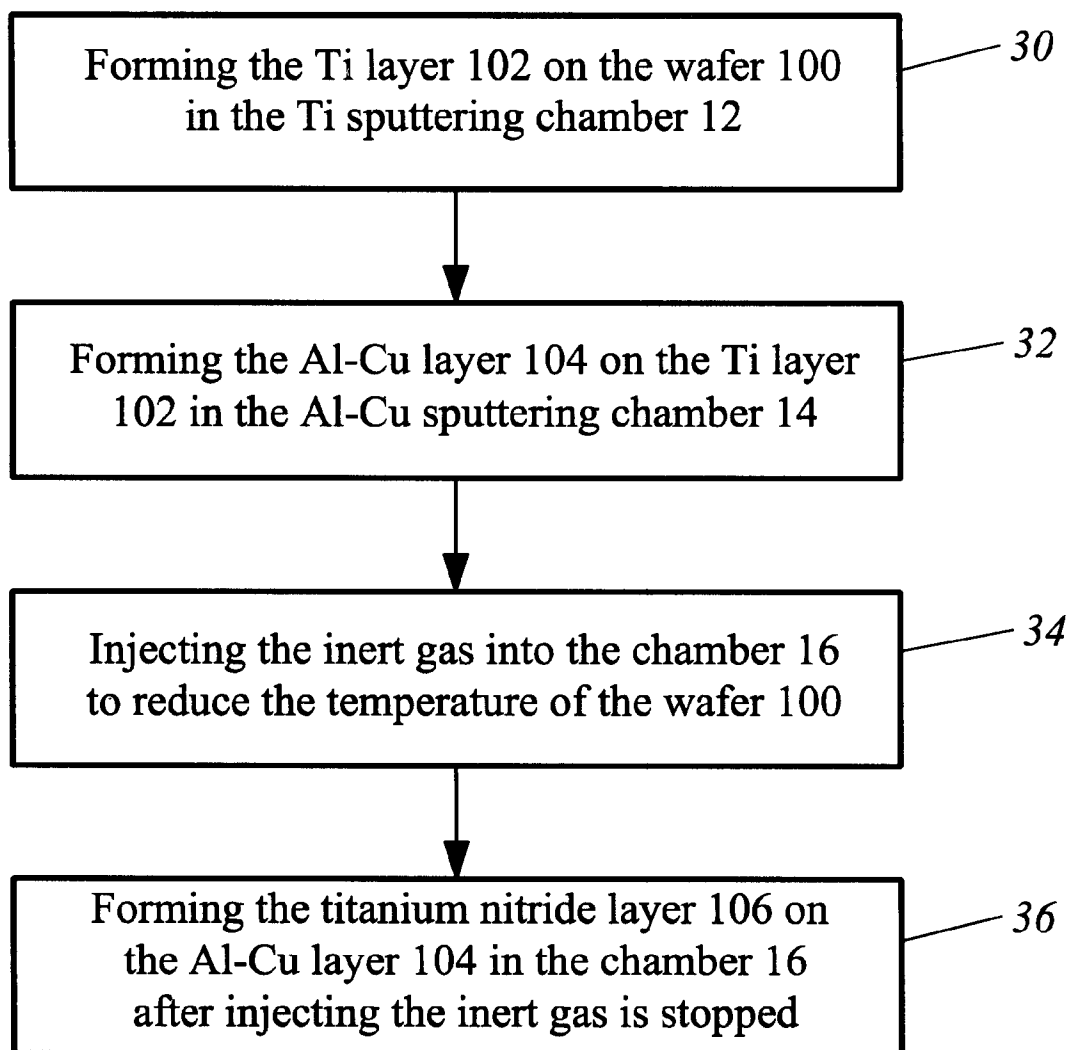 Forming the Ti layer 102 on the wafer 100
in the Ti sputtering chamber 12
30
Forming the Al-Cu layer 104 on the Ti layer
102 in the Al-Cu sputtering chamber 14
32
Injecting the inert gas into the chamber 16
to reduce the temperature of the wafer 100
34
Forming the titanium nitride layer 106 on
the Al-Cu layer 104 in the chamber 16
after injecting the inert gas is stopped
36